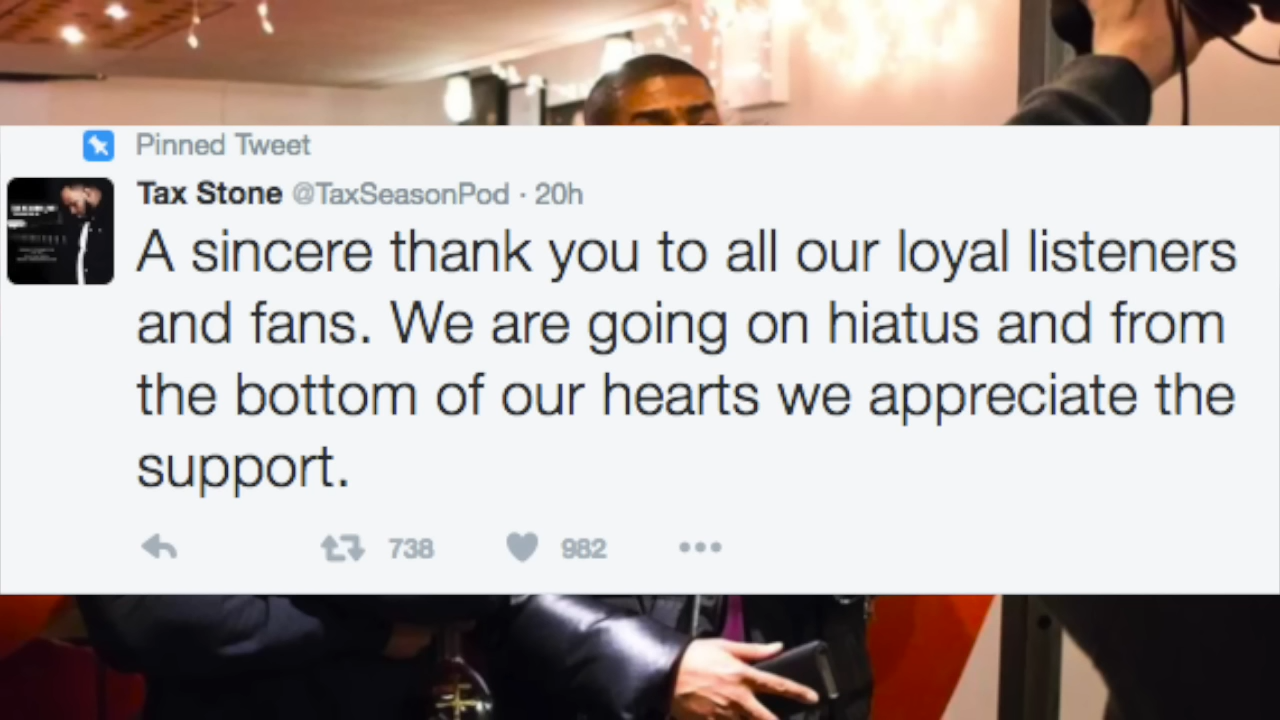 Pinned Tweet
Tax Stone @TaxSeasonPod · 20h
A sincere thank you to all our loyal listeners
and fans. We are going on hiatus and from
the bottom of our hearts we appreciate the
support.
738 982